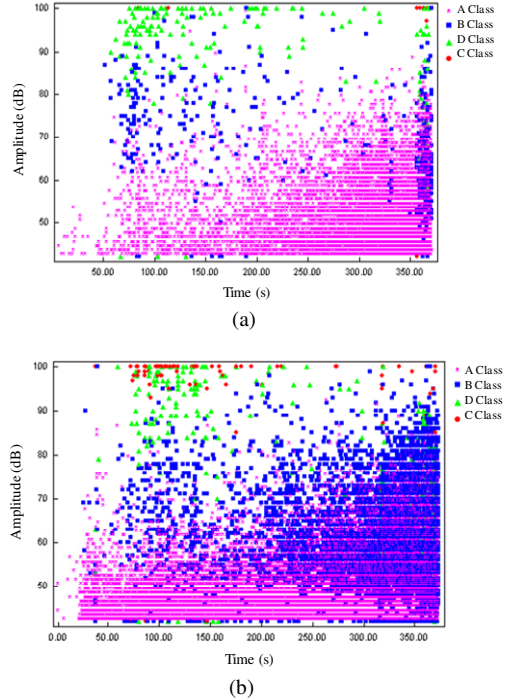 A Class
B Class
D Class
C Class
100
90
80
70
60
50
Amplitude (dB)
50.00 100.00 150.00 200.00 250.00 300.00 350.00
Time (s)
(a)
A Class
B Class
D Class
C Class
100
90
80
70
60
50
Amplitude (dB)
0.00 50.00 100.00 150.00 200.00 250.00 300.00 350.00
Time (s)
(b)